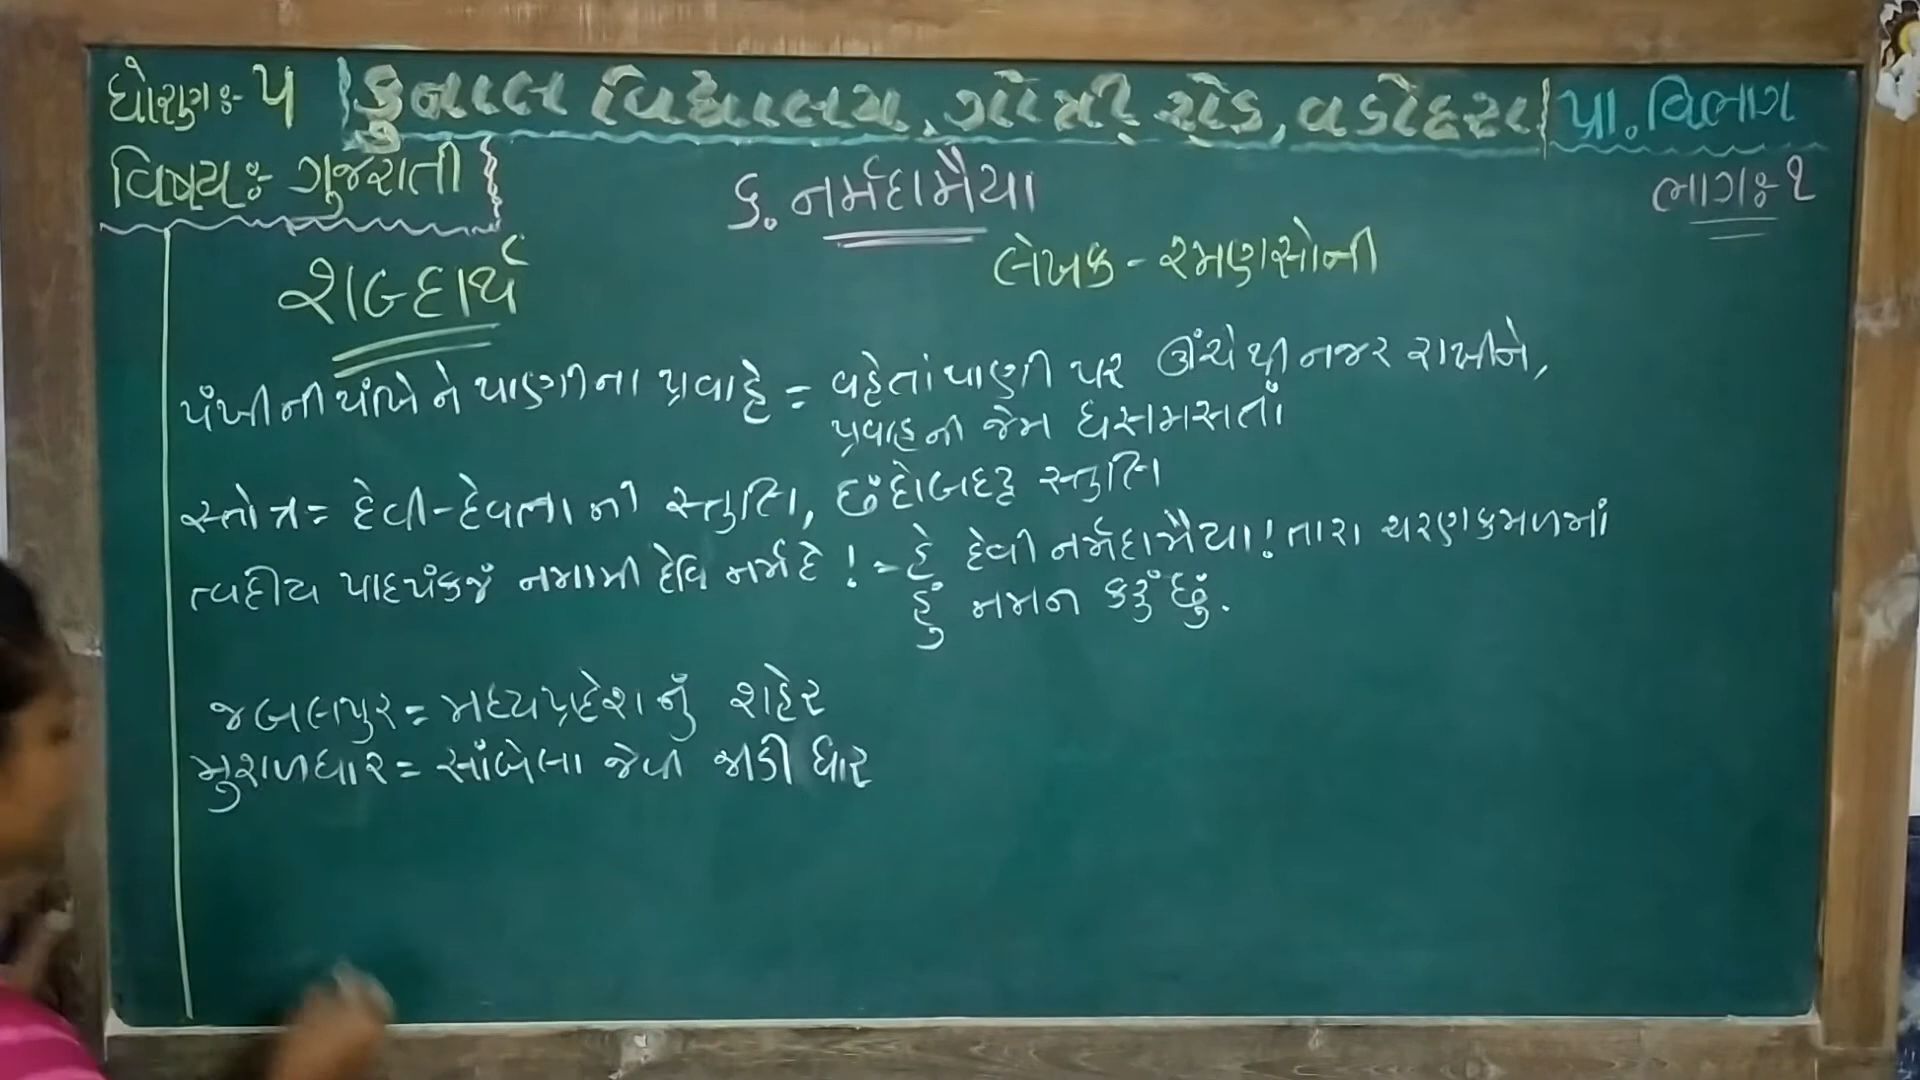 ધોરણઃ- ૫
કુનાલ વિદ્યાલય, ગોત્રી રોડ, વડોદરા
પ્રા. વિભાગ
વિષયઃ- ગુજરાતી
૬. નર્મદામૈયા
ભાગઃ-૧
શબ્દાર્થ
લેખક - રમણસોની
પંખીની પાંખે ને પાણીના પ્રવાહે = વહેતાં પાણી પર ઊંચેથી નજર રાખીને,
પ્રવાહની જેમ ધસમસતાં
સ્તોત્ર = દેવી-દેવતાની સ્તુતિ, છંદોબદ્ધ સ્તુતિ
ત્વદીય પાદપંકજં નમામી દેવિ નર્મદે ! - હે દેવી નર્મદામૈયા! તારા ચરણકમળમાં
હું નમન કરું છું.
જબલપુર = મધ્યપ્રદેશનું શહેર
મુશળધાર = સાંબેલા જેવી જાડી ધાર